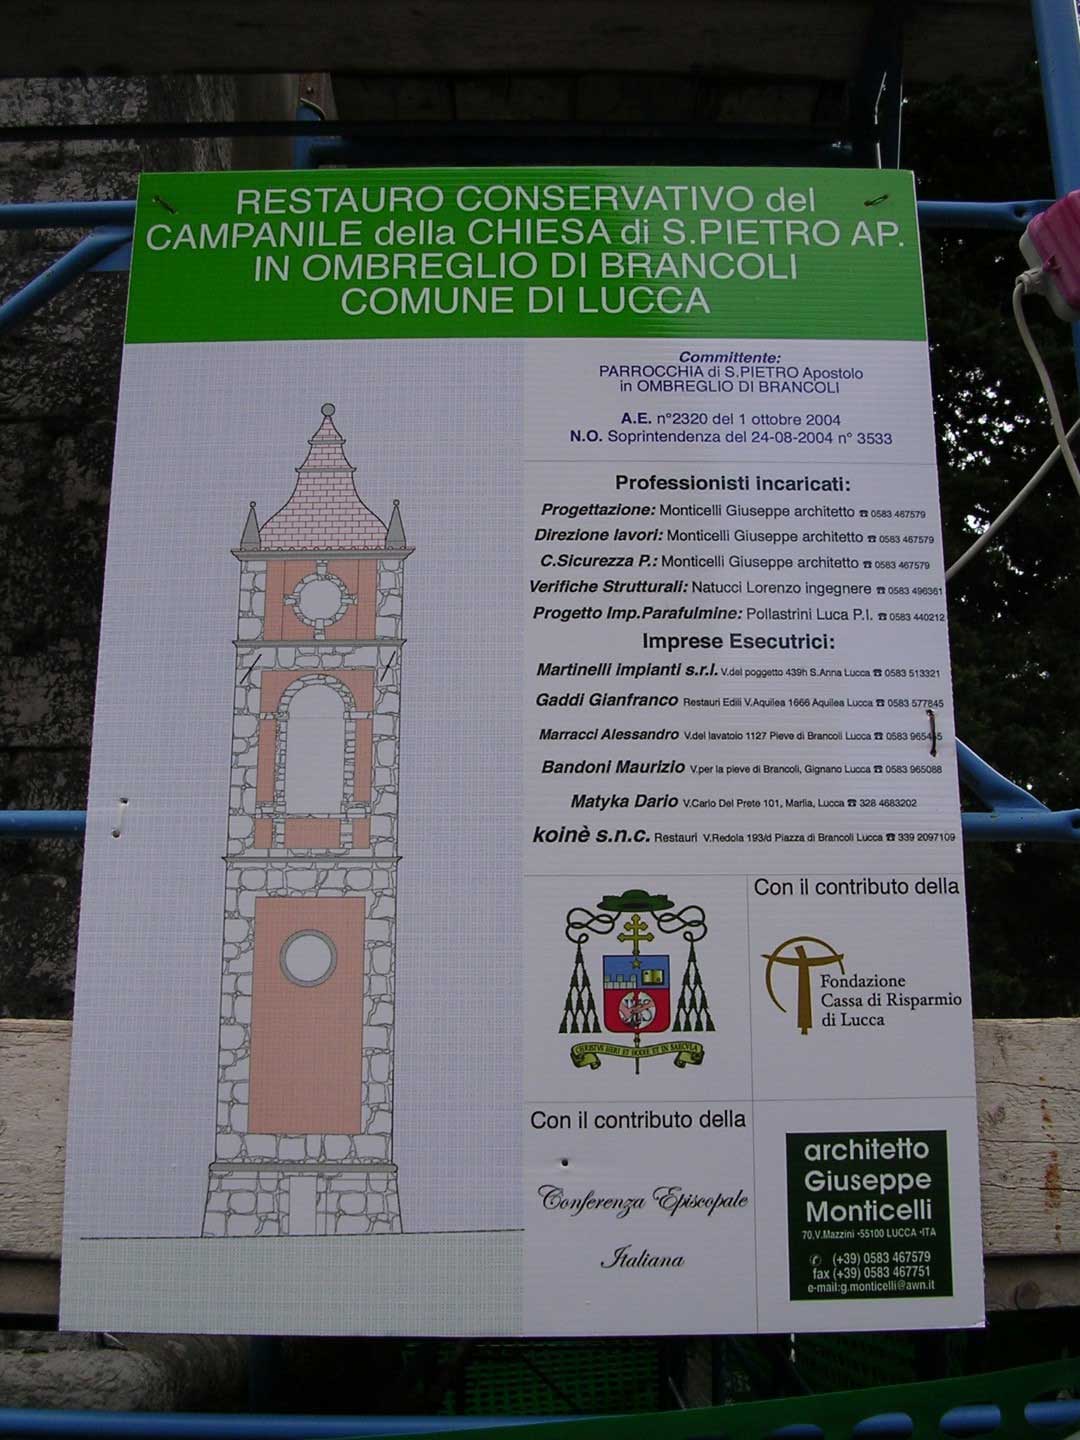 RESTAURO CONSERVATIVO del
CAMPANILE della CHIESA di S.PIETRO AP.
IN OMBREGLIO DI BRANCOLI
COMUNE DI LUCCA
Committente:
PARROCCHIA di S.PIETRO Apostolo
in OMBREGLIO DI BRANCOLI
A.E. n°2320 del 1 ottobre 2004
N.O. Soprintendenza del 24-08-2004 n° 3533
Professionisti incaricati:
Progettazione: Monticelli Giuseppe architetto ☎ 0583 467579
Direzione lavori: Monticelli Giuseppe architetto ☎ 0583 467579
C.Sicurezza P.: Monticelli Giuseppe architetto ☎ 0583 467579
Verifiche Strutturali: Natucci Lorenzo ingegnere ☎ 0583 496361
Progetto Imp.Parafulmine: Pollastrini Luca P.I. ☎ 0583 440212
Imprese Esecutrici:
Martinelli impianti s.r.l. V.del poggetto 439h S.Anna Lucca ☎ 0583 513321
Gaddi Gianfranco Restauri Edili V.Aquilea 1666 Aquilea Lucca ☎ 0583 577845
Marracci Alessandro V.del lavatoio 1127 Pieve di Brancoli Lucca ☎ 0583
Bandoni Maurizio V.per la pieve di Brancoli, Gignano Lucca ☎ 0583 965088
Matyka Dario V.Carlo Del Prete 101, Marlia, Lucca ☎ 328 4683202
koinè s.n.c. Restauri V.Redola 193/d Piazza di Brancoli Lucca ☎ 339 2097109
CHRISTVS HERI ET HODIE ET IN SAECVLA
Con il contributo della
Fondazione
Cassa di Risparmio
di Lucca
Con il contributo della
Conferenza Episcopale
Italiana
architetto
Giuseppe
Monticelli
70,V.Mazzini •55100 LUCCA •ITA
✆ (+39) 0583 467579
fax (+39) 0583 467751
e-mail:g.monticelli@awn.it